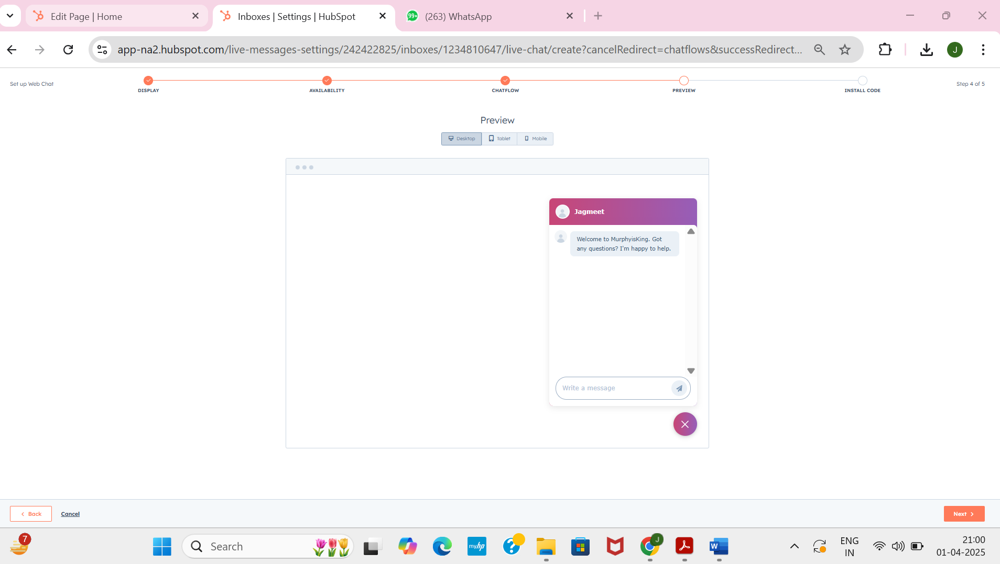 Edit Page | Home
Inboxes | Settings | HubSpot
99+
(263) WhatsApp
app-na2.hubspot.com/live-messages-settings/242422825/inboxes/1234810647/live-chat/create?cancelRedirect=chatflows&successRedirect...
J
Set up Web Chat
DISPLAY
AVAILABILITY
CHATFLOW
PREVIEW
INSTALL CODE
Step 4 of 5
Preview
Desktop
Tablet
Mobile
Jagmeet
Welcome to MurphyisKing. Got
any questions? I'm happy to help.
Write a message
Back
Cancel
Next
7
Search
myhp
?
J
W
ENG
IN
21:00
01-04-2025